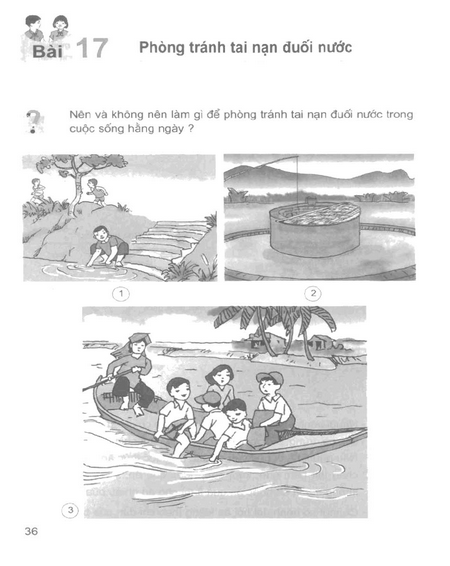 Bài 17
Phòng tránh tai nạn đuối nước
Nên và không nên làm gì để phòng tránh tai nạn đuối nước trong
cuộc sống hằng ngày ?
1
2
3
36